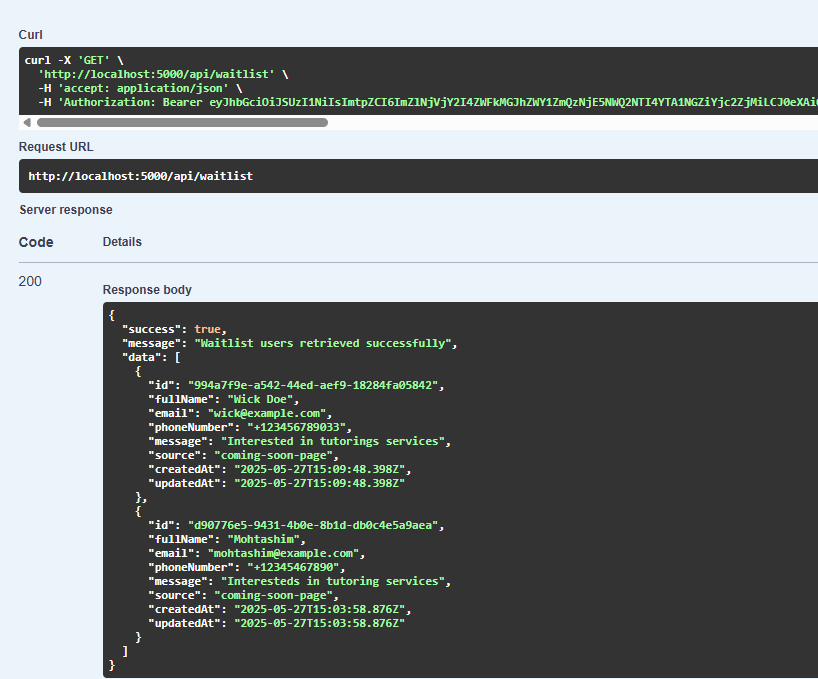 Curl
curl -X 'GET' \
'http://localhost:5000/api/waitlist' \
-H 'accept: application/json' \
-H 'Authorization: Bearer
Request URL
http://localhost:5000/api/waitlist
Server response
Code Details
200
Response body
{
"success": true,
"message": "Waitlist users retrieved successfully",
"data": [
{
"id": "994a7f9e-a542-44ed-aef9-18284fa05842",
"fullName": "Wick Doe",
"email": "wick@example.com",
"phoneNumber": "+123456789033",
"message": "Interested in tutorings services",
"source": "coming-soon-page",
"createdAt": "2025-05-27T15:09:48.398Z",
"updatedAt": "2025-05-27T15:09:48.398Z"
},
{
"id": "d90776e5-9431-4b0e-8b1d-db0c4e5a9aea",
"fullName": "Mohtashim",
"email": "mohtashim@example.com",
"phoneNumber": "+12345467890",
"message": "Interesteds in tutoring services",
"source": "coming-soon-page",
"createdAt": "2025-05-27T15:03:58.876Z",
"updatedAt": "2025-05-27T15:03:58.876Z"
}
]
}